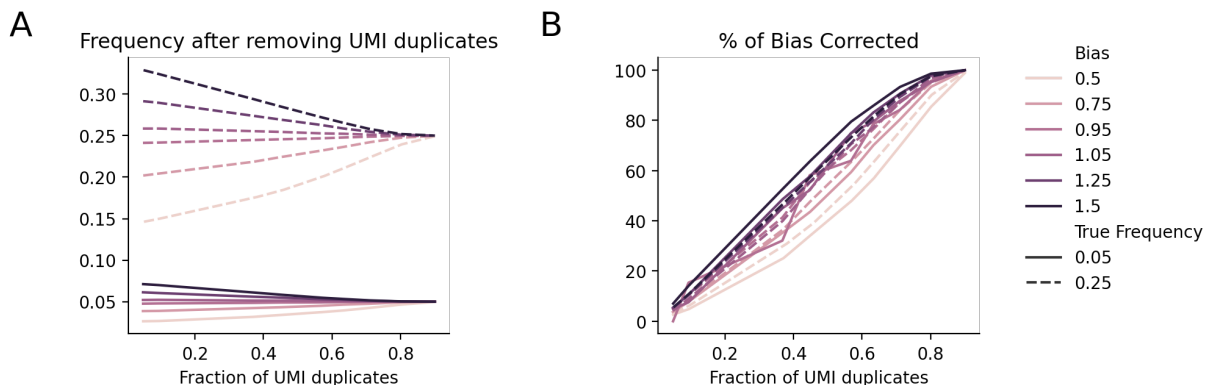 A
Frequency after removing UMI duplicates
0.30
0.25
0.20
0.15
0.10
0.05
0.2 0.4 0.6 0.8
Fraction of UMI duplicates
B
% of Bias Corrected
100
80
60
40
20
0
0.2 0.4 0.6 0.8
Fraction of UMI duplicates
Bias
0.5
0.75
0.95
1.05
1.25
1.5
True Frequency
0.05
0.25